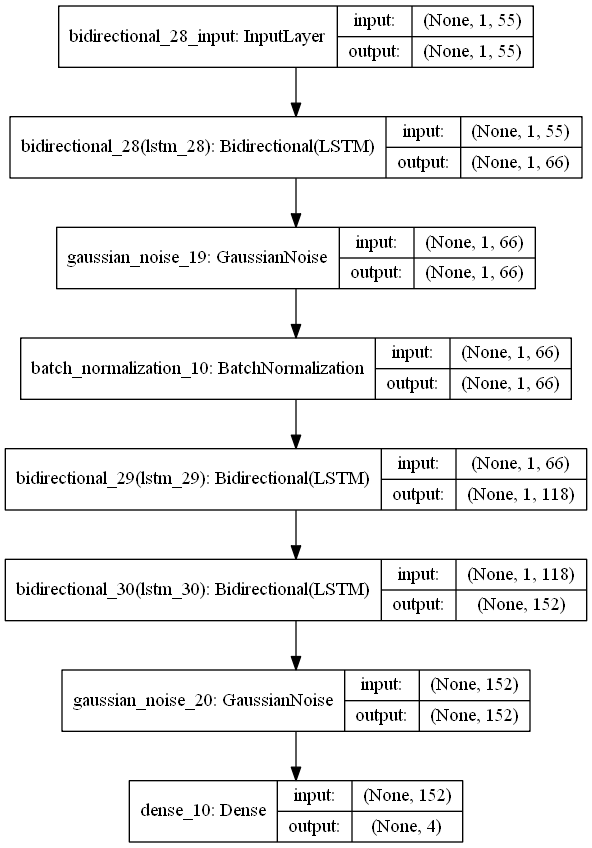 bidirectional_28_input: InputLayer
input: (None, 1, 55)
output: (None, 1, 55)
bidirectional_28(lstm_28): Bidirectional(LSTM)
input: (None, 1, 55)
output: (None, 1, 66)
gaussian_noise_19: GaussianNoise
input: (None, 1, 66)
output: (None, 1, 66)
batch_normalization_10: BatchNormalization
input: (None, 1, 66)
output: (None, 1, 66)
bidirectional_29(lstm_29): Bidirectional(LSTM)
input: (None, 1, 66)
output: (None, 1, 118)
bidirectional_30(lstm_30): Bidirectional(LSTM)
input: (None, 1, 118)
output: (None, 152)
gaussian_noise_20: GaussianNoise
input: (None, 152)
output: (None, 152)
dense_10: Dense
input: (None, 152)
output: (None, 4)